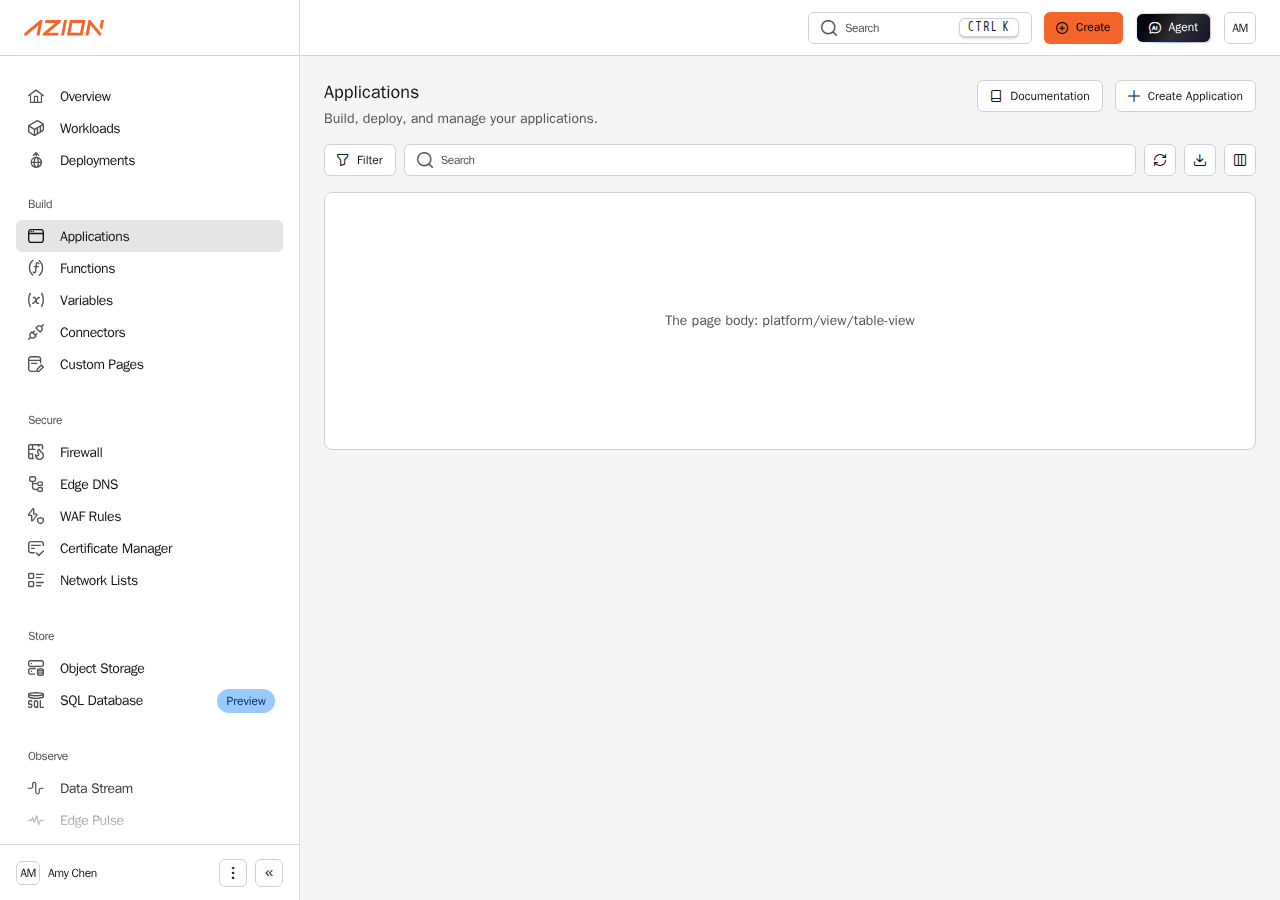 AZION
Search
CTRL K
Create
Agent
AM
Overview
Workloads
Deployments
Build
Applications
Functions
Variables
Connectors
Custom Pages
Secure
Firewall
Edge DNS
WAF Rules
Certificate Manager
Network Lists
Store
Object Storage
SQL Database
Preview
Observe
Data Stream
Edge Pulse
AM
Amy Chen
Applications
Build, deploy, and manage your applications.
Documentation
Create Application
Filter
Search
The page body: platform/view/table-view